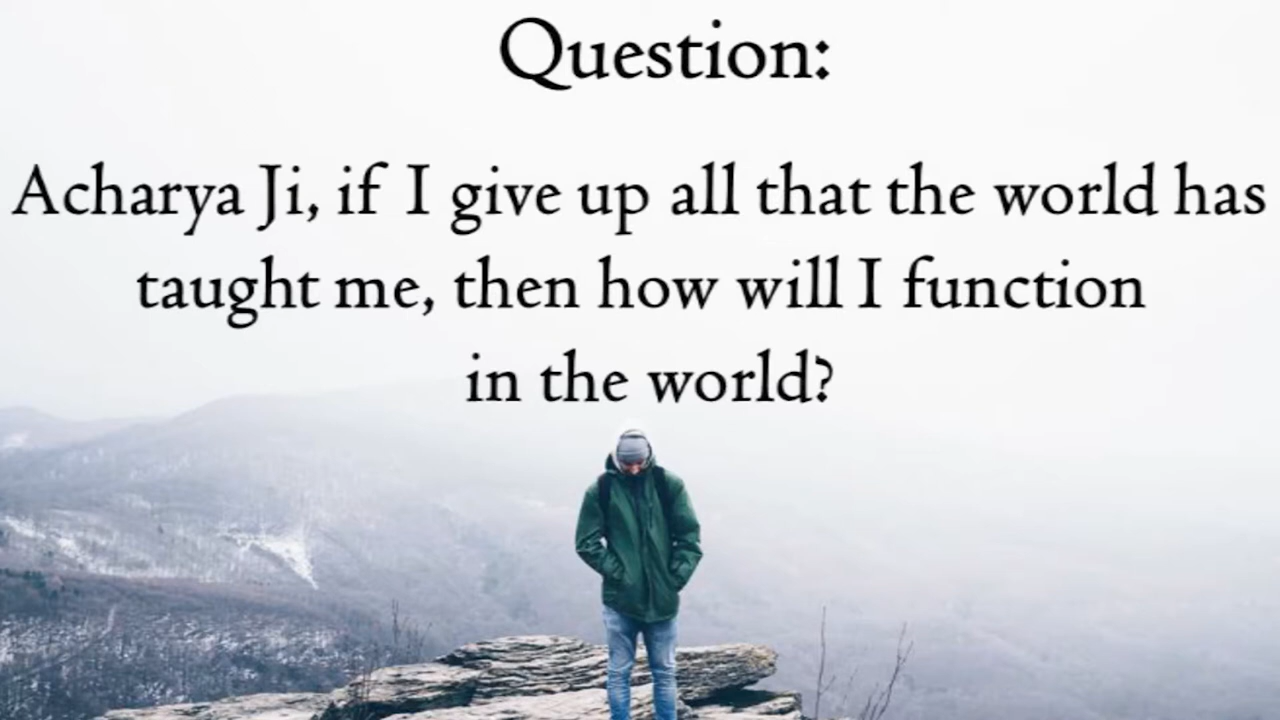 Question:
Acharya Ji, if I give up all that the world has
taught me, then how will I function
in the world?